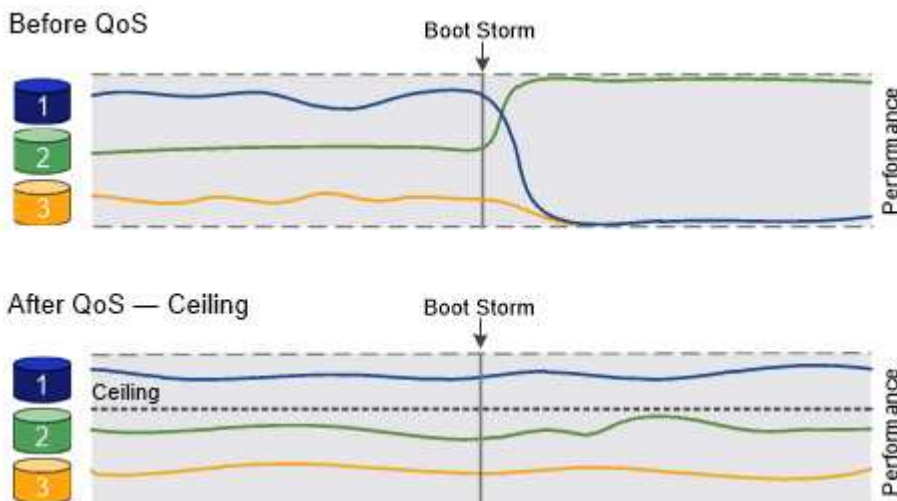 Before QoS
Boot Storm
1
2
3
Performance
After QoS — Ceiling
Boot Storm
1
Ceiling
2
3
Performance